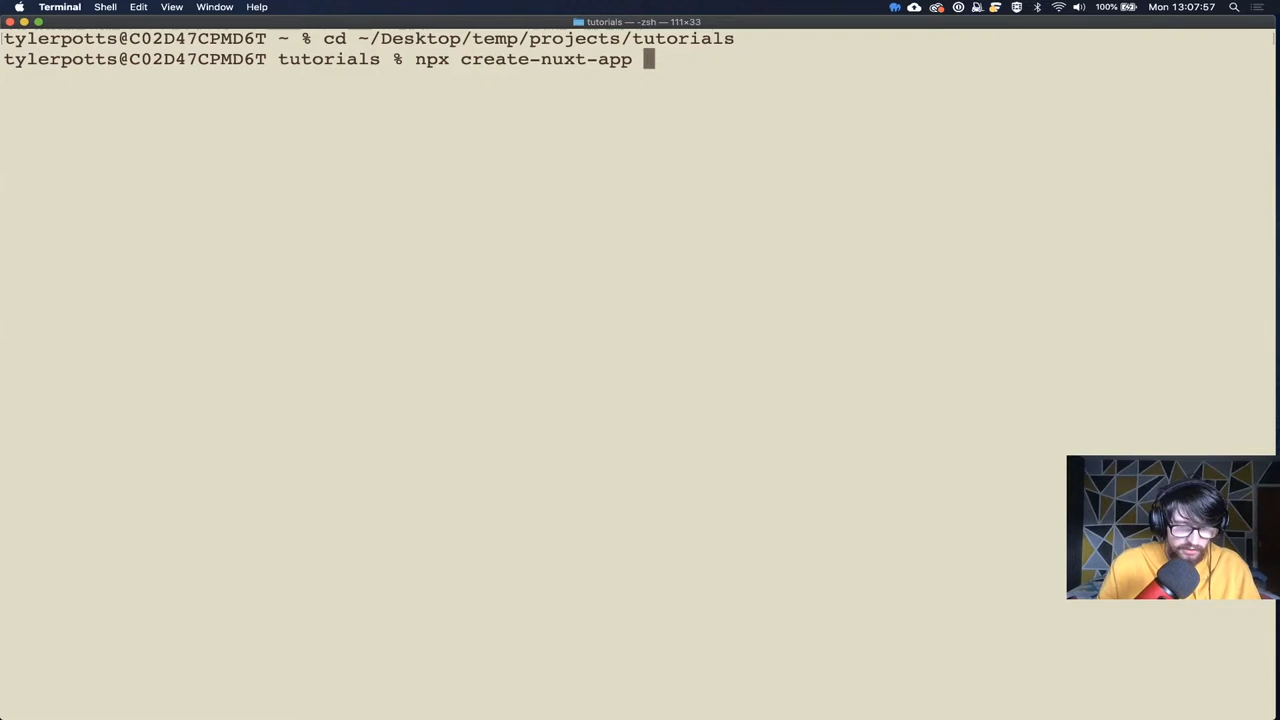 Terminal Shell Edit View Window Help 100% Mon 13:07:57
tutorials — -zsh — 111×33
tylerpotts@C02D47CPMD6T ~ % cd ~/Desktop/temp/projects/tutorials
tylerpotts@C02D47CPMD6T tutorials % npx create-nuxt-app